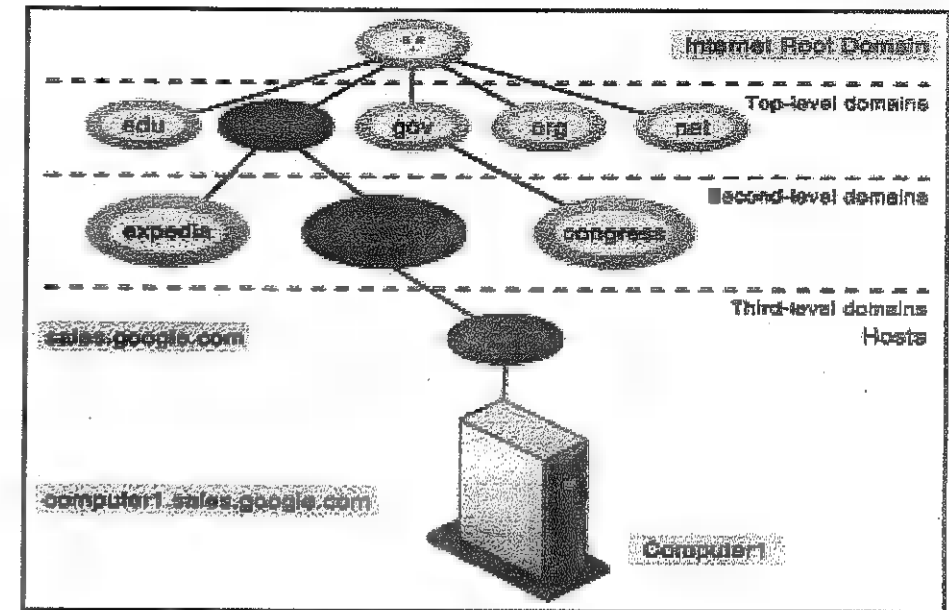 Internet Root Domain
Top-level domains
edu
gov
org
net
Second-level domains
expedia
congress
Third-level domains
sales.google.com
Hosts
computer1.sales.google.com
Computer1